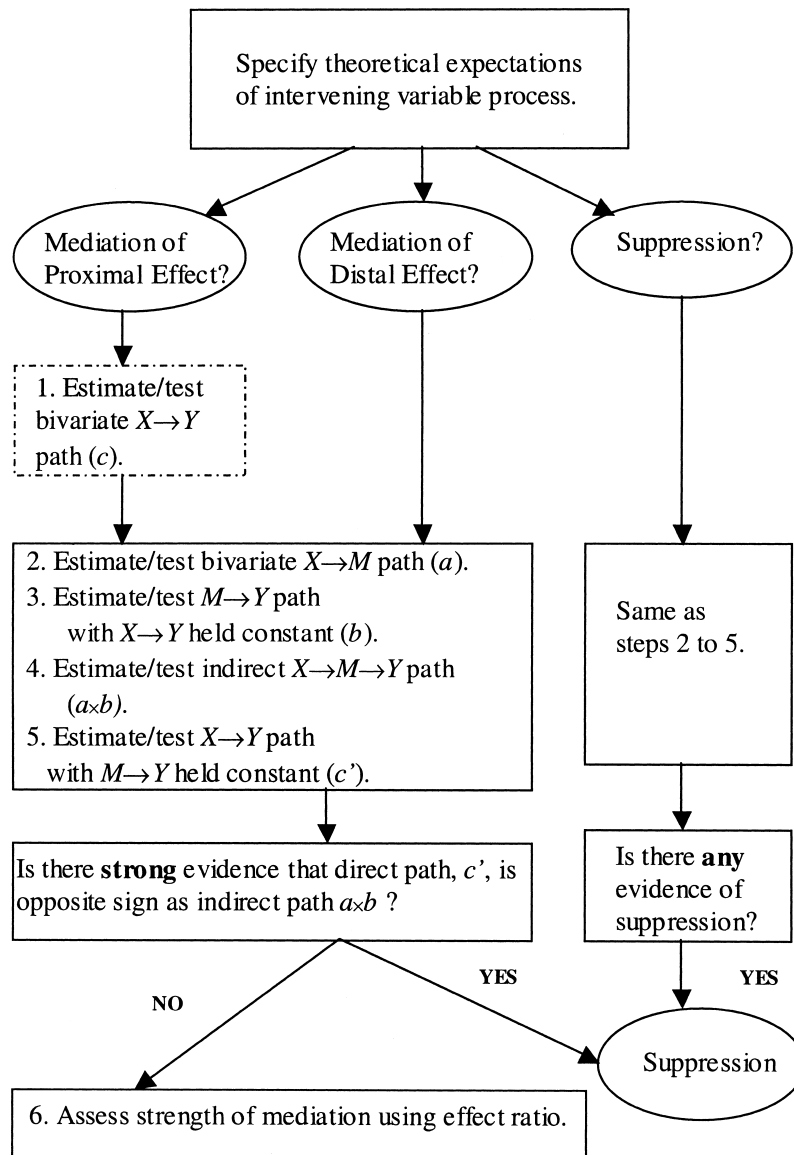 Specify theoretical expectations
of intervening variable process.
Mediation of
Proximal Effect?
Mediation of
Distal Effect?
Suppression?
1. Estimate/test
bivariate X→Y
path (c).
2. Estimate/test bivariate X→M path (a).
3. Estimate/test M→Y path
with X→Y held constant (b).
4. Estimate/test indirect X→M→Y path
(a×b).
5. Estimate/test X→Y path
with M→Y held constant (c’).
Same as
steps 2 to 5.
Is there strong evidence that direct path, c’, is
opposite sign as indirect path a×b ?
Is there any
evidence of
suppression?
NO
YES
YES
Suppression
6. Assess strength of mediation using effect ratio.